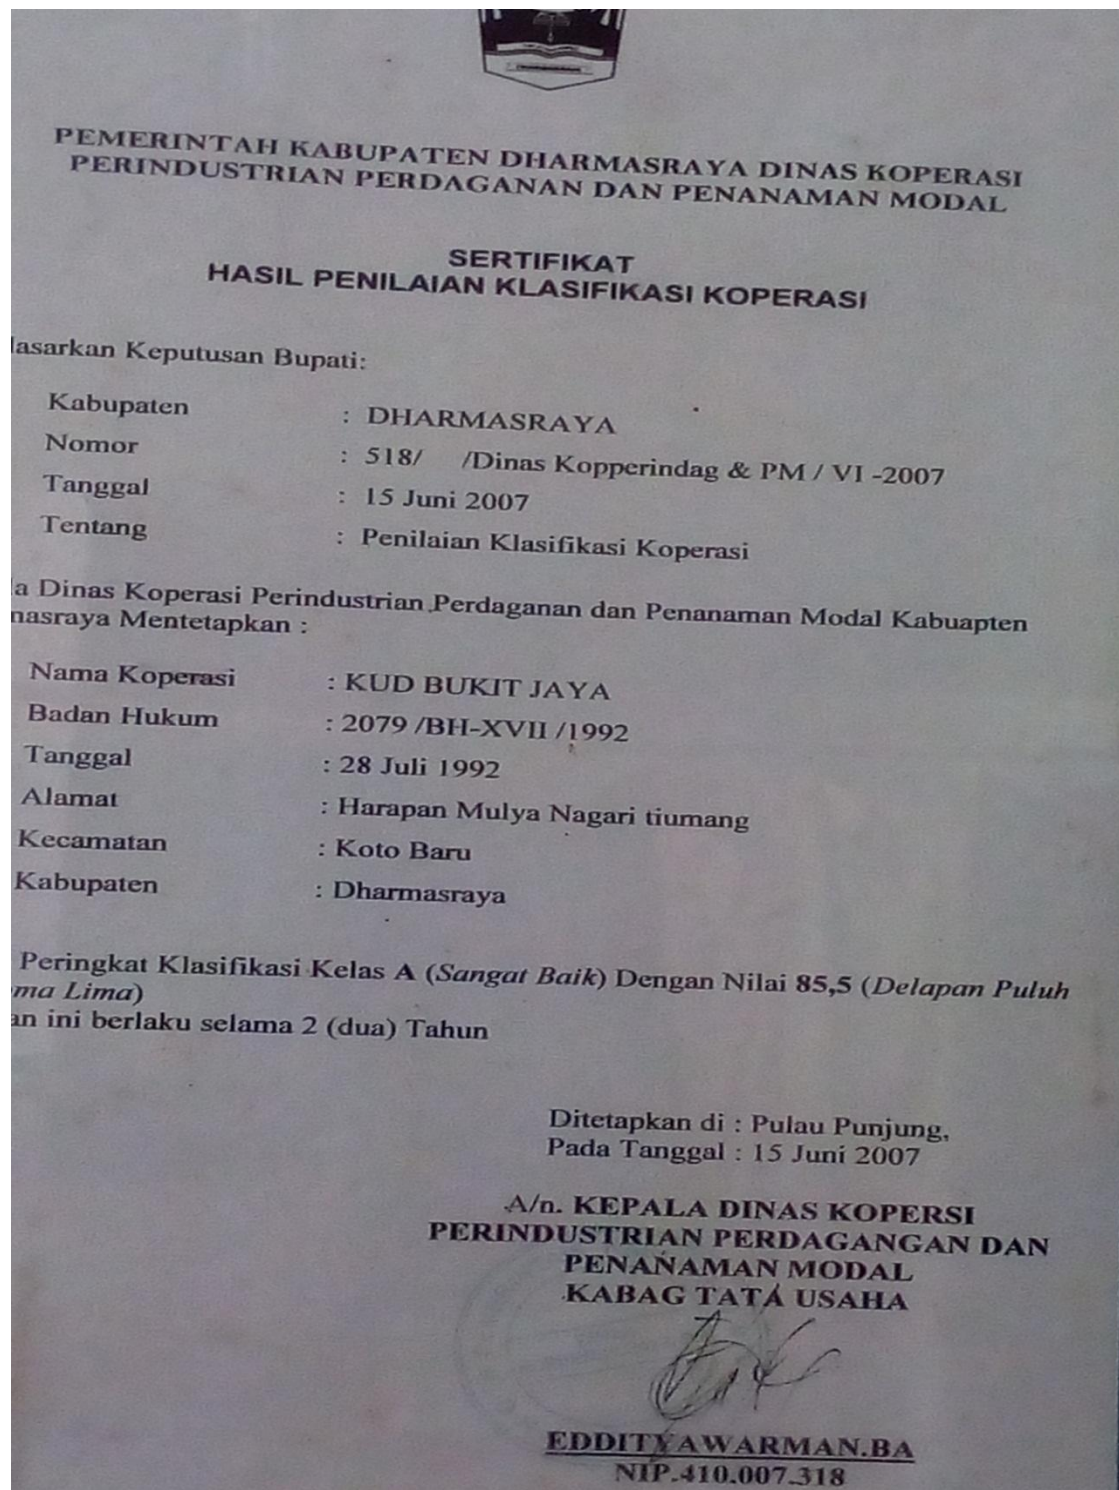 PEMERINTAH KABUPATEN DHARMASRAYA DINAS KOPERASI
PERINDUSTRIAN PERDAGANAN DAN PENANAMAN MODAL
SERTIFIKAT
HASIL PENILAIAN KLASIFIKASI KOPERASI
lasarkan Keputusan Bupati:
Kabupaten : DHARMASRAYA
Nomor : 518/ /Dinas Kopperindag & PM / VI -2007
Tanggal : 15 Juni 2007
Tentang : Penilaian Klasifikasi Koperasi
la Dinas Koperasi Perindustrian Perdaganan dan Penanaman Modal Kabuapten
masraya Mentetapkan :
Nama Koperasi : KUD BUKIT JAYA
Badan Hukum : 2079 /BH-XVII /1992
Tanggal : 28 Juli 1992
Alamat : Harapan Mulya Nagari tiumang
Kecamatan : Koto Baru
Kabupaten : Dharmasraya
Peringkat Klasifikasi Kelas A (Sangat Baik) Dengan Nilai 85,5 (Delapan Puluh
ma Lima)
an ini berlaku selama 2 (dua) Tahun
Ditetapkan di : Pulau Punjung,
Pada Tanggal : 15 Juni 2007
A/n. KEPALA DINAS KOPERSI
PERINDUSTRIAN PERDAGANGAN DAN
PENANAMAN MODAL
KABAG TATA USAHA
EDDITYAWARMAN.BA
NIP.410.007.318